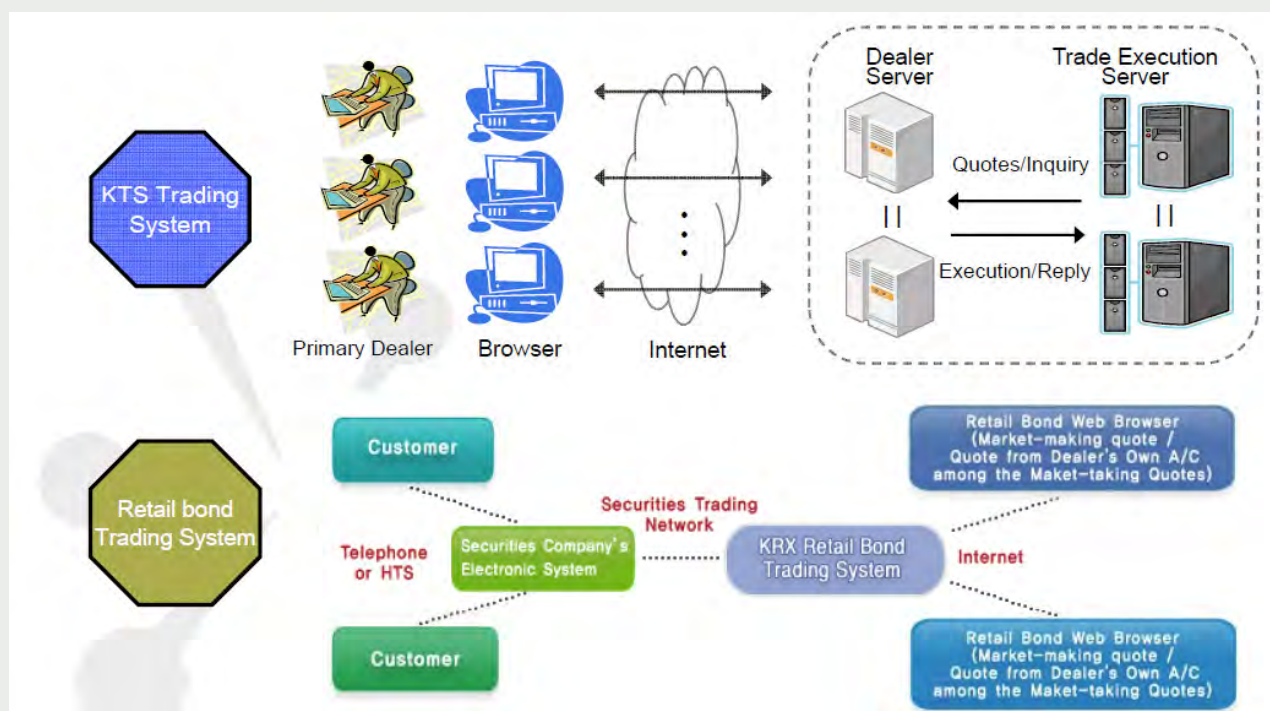 Dealer
Server
Trade Execution
Server
KTS Trading
System
Quotes/Inquiry
Execution/Reply
Primary Dealer
Browser
Internet
Retail bond
Trading System
Customer
Telephone
or HTS
Customer
Securities Company's
Electronic System
Securities Trading
Network
KRX Retail Bond
Trading System
Internet
Retail Bond Web Browser
(Market-making quote /
Quote from Dealer's Own A/C
among the Maket-taking Quotes)
Retail Bond Web Browser
(Market-making quote /
Quote from Dealer's Own A/C
among the Maket-taking Quotes)